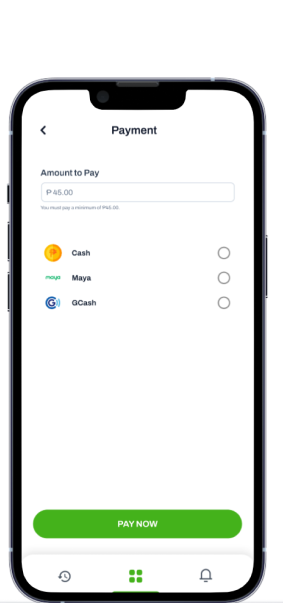 Payment
Amount to Pay
₱45.00
You must pay a minimum of ₱45.00.
Cash
maya Maya
G GCash
PAY NOW